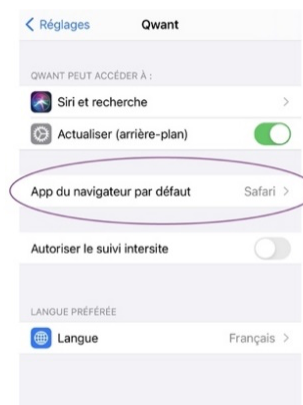 Réglages Qwant
QWANT PEUT ACCÉDER À :
Siri et recherche
Actualiser (arrière-plan)
App du navigateur par défaut Safari
Autoriser le suivi intersite
LANGUE PRÉFÉRÉE
Langue Français